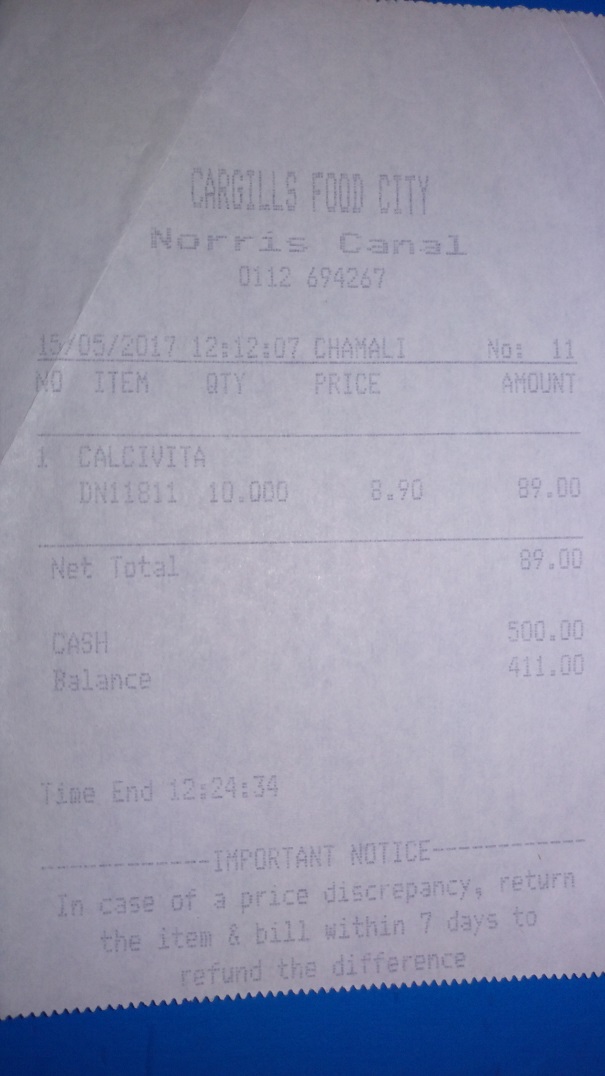 CARGILLS FOOD CITY
Norris Canal
0112 694267
15/05/2017 12:12:07 CHAMALI No: 11
NO ITEM QTY PRICE AMOUNT
1 CALCIVITA
DN11811 10.000 8.90 89.00
Net Total 89.00
CASH 500.00
Balance 411.00
Time End 12:24:34
------------IMPORTANT NOTICE-----------
In case of a price discrepancy, return
the item & bill within 7 days to
refund the difference